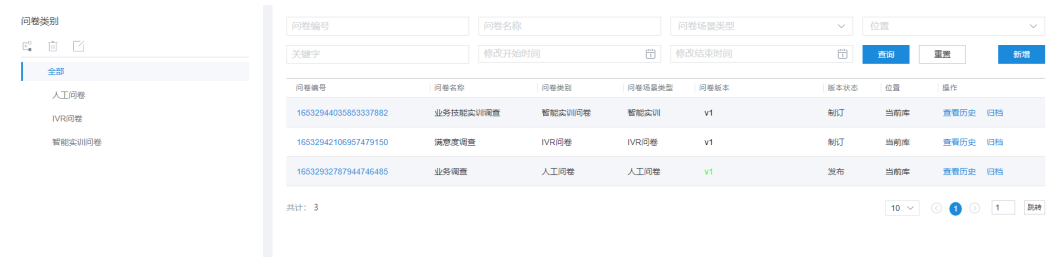 问卷类别
全部
人工问卷
IVR问卷
智能实训问卷
问卷编号 问卷名称 问卷场景类型 位置
关键字 修改开始时间 修改结束时间 查询 重置 新增
问卷编号 问卷名称 问卷类别 问卷场景类型 问卷版本 版本状态 位置 操作
16532944035853337882 业务技能实训调查 智能实训问卷 智能实训 v1 制订 当前库 查看历史 归档
16532942106957479150 满意度调查 IVR问卷 IVR问卷 v1 制订 当前库 查看历史 归档
16532932787944746485 业务调查 人工问卷 人工问卷 v1 发布 当前库 查看历史 归档
共计： 3 10 1 1 跳转